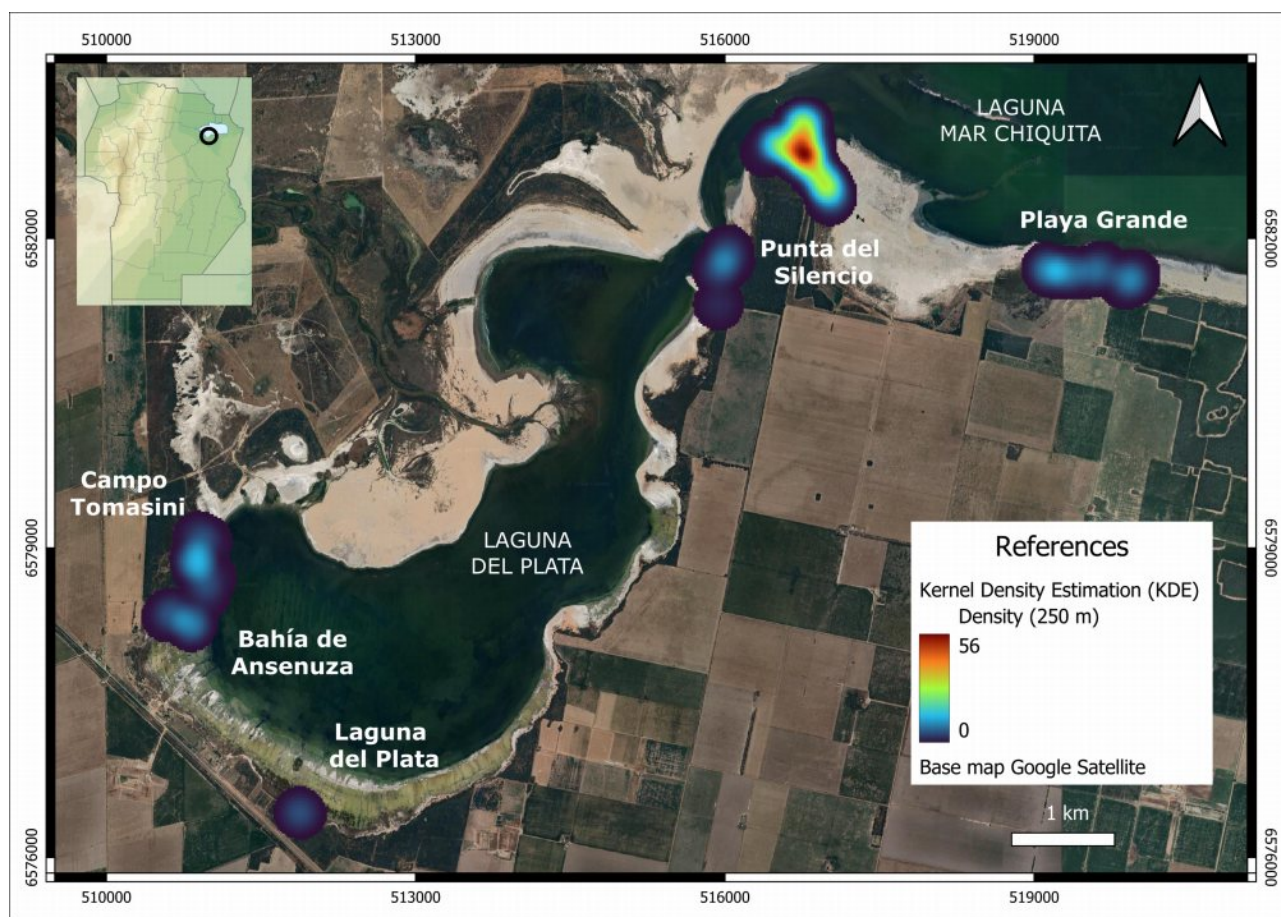 510000
513000
516000
519000
LAGUNA
MAR CHIQUITA
Playa Grande
6582000
6582000
Punta del
Silencio
Campo
Tomasini
6579000
6579000
LAGUNA
DEL PLATA
References
Kernel Density Estimation (KDE)
Density (250 m)
56
0
Base map Google Satellite
Bahía de
Ansenuza
Laguna
del Plata
1 km
6576000
6576000
510000
513000
516000
519000